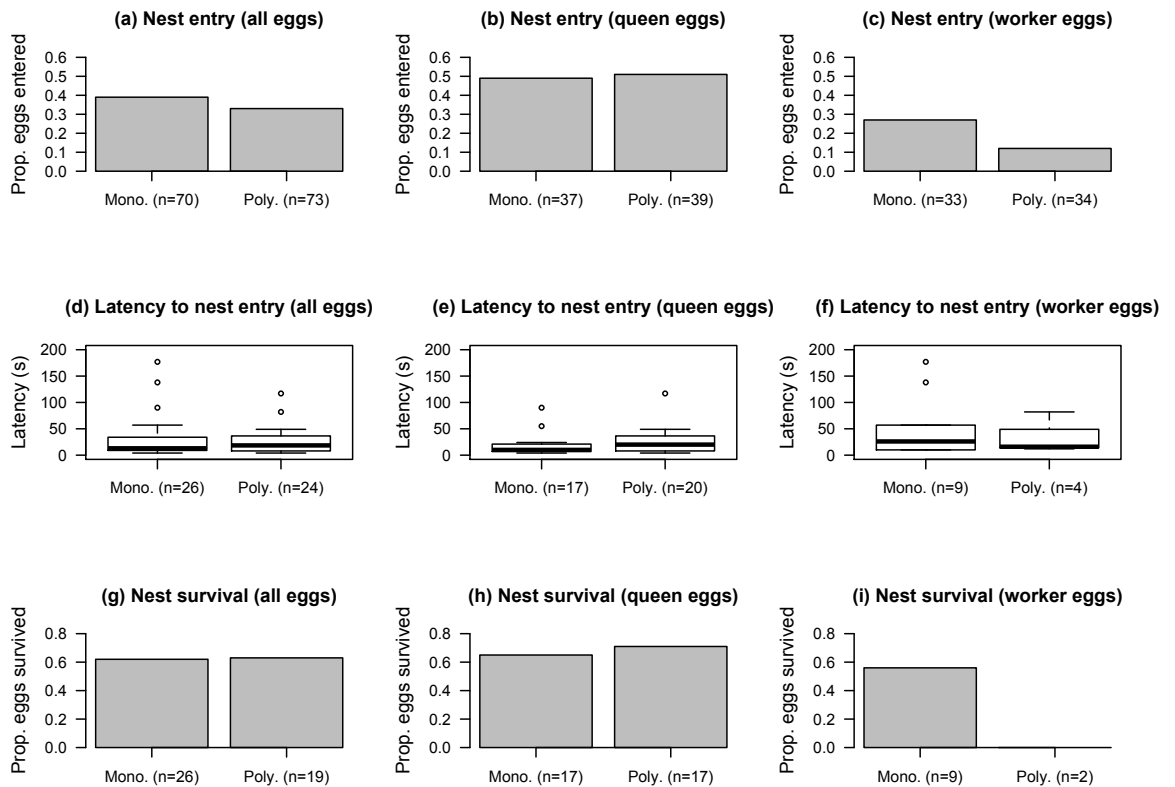 (a) Nest entry (all eggs)
Prop. eggs entered
0.6
0.5
0.4
0.3
0.2
0.1
0.0
Mono. (n=70) Poly. (n=73)
(b) Nest entry (queen eggs)
Prop. eggs entered
0.6
0.5
0.4
0.3
0.2
0.1
0.0
Mono. (n=37) Poly. (n=39)
(c) Nest entry (worker eggs)
Prop. eggs entered
0.6
0.5
0.4
0.3
0.2
0.1
0.0
Mono. (n=33) Poly. (n=34)
(d) Latency to nest entry (all eggs)
Latency (s)
200
150
100
50
0
Mono. (n=26) Poly. (n=24)
(e) Latency to nest entry (queen eggs)
Latency (s)
200
150
100
50
0
Mono. (n=17) Poly. (n=20)
(f) Latency to nest entry (worker eggs)
Latency (s)
200
150
100
50
0
Mono. (n=9) Poly. (n=4)
(g) Nest survival (all eggs)
Prop. eggs survived
0.8
0.6
0.4
0.2
0.0
Mono. (n=26) Poly. (n=19)
(h) Nest survival (queen eggs)
Prop. eggs survived
0.8
0.6
0.4
0.2
0.0
Mono. (n=17) Poly. (n=17)
(i) Nest survival (worker eggs)
Prop. eggs survived
0.8
0.6
0.4
0.2
0.0
Mono. (n=9) Poly. (n=2)